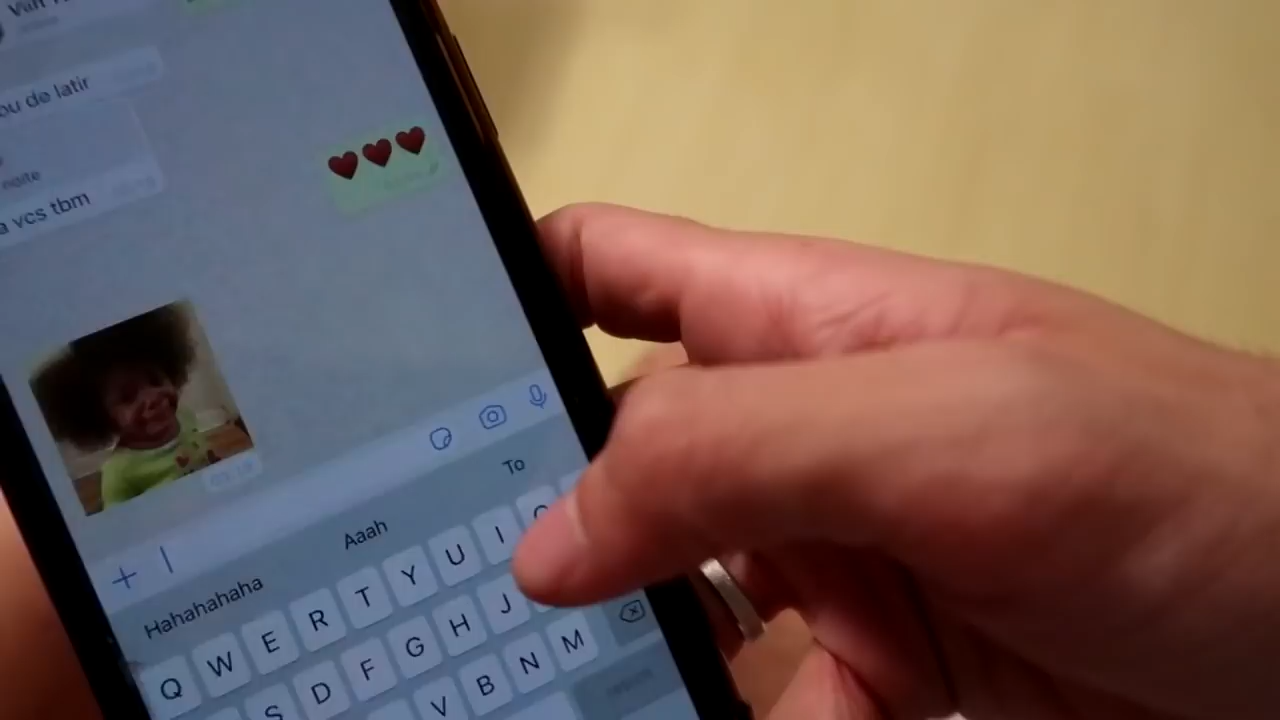 ou de latir
noite
a vcs tbm
To
Aaah
Hahahahaha
Q W E R T Y U I
S D F G H J
V B N M